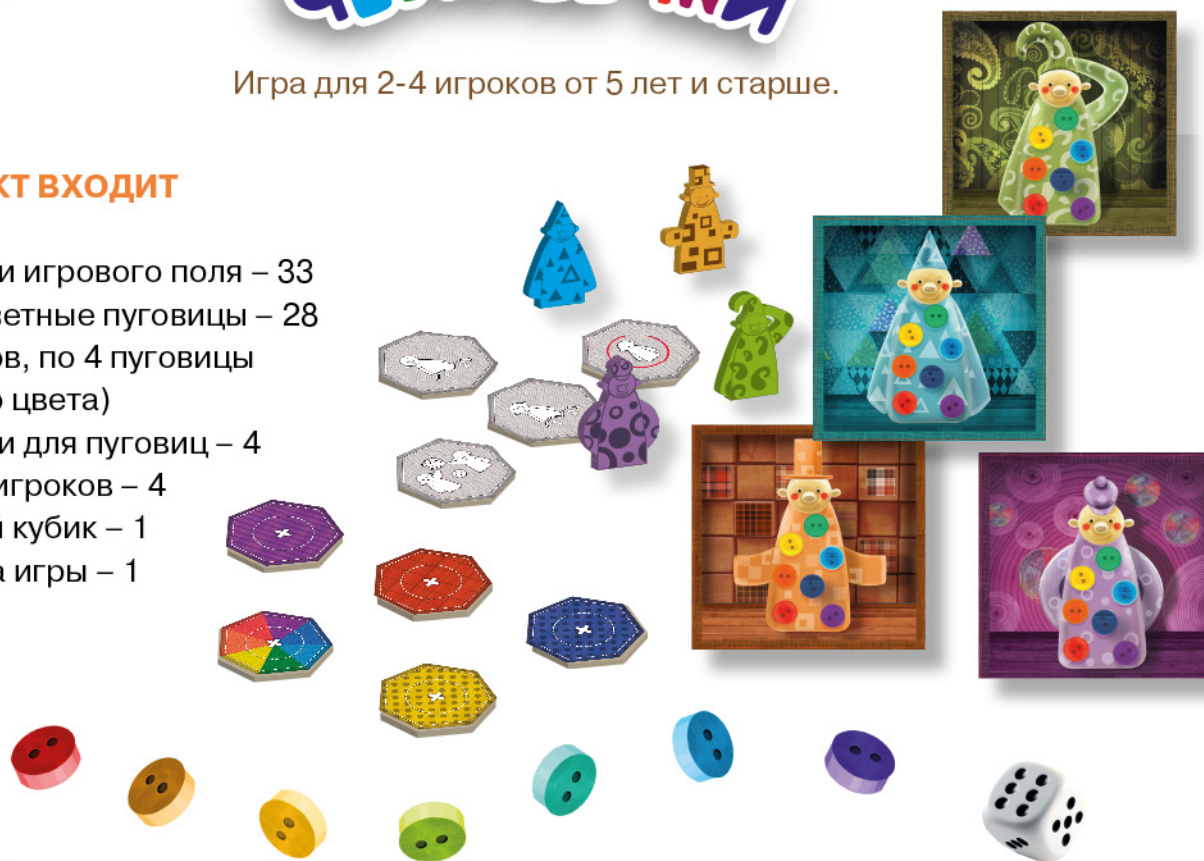 Игра для 2-4 игроков от 5 лет и старше.
КТ ВХОДИТ
и игрового поля – 33
ветные пуговицы – 28
ов, по 4 пуговицы
о цвета)
и для пуговиц – 4
игроков – 4
й кубик – 1
а игры – 1